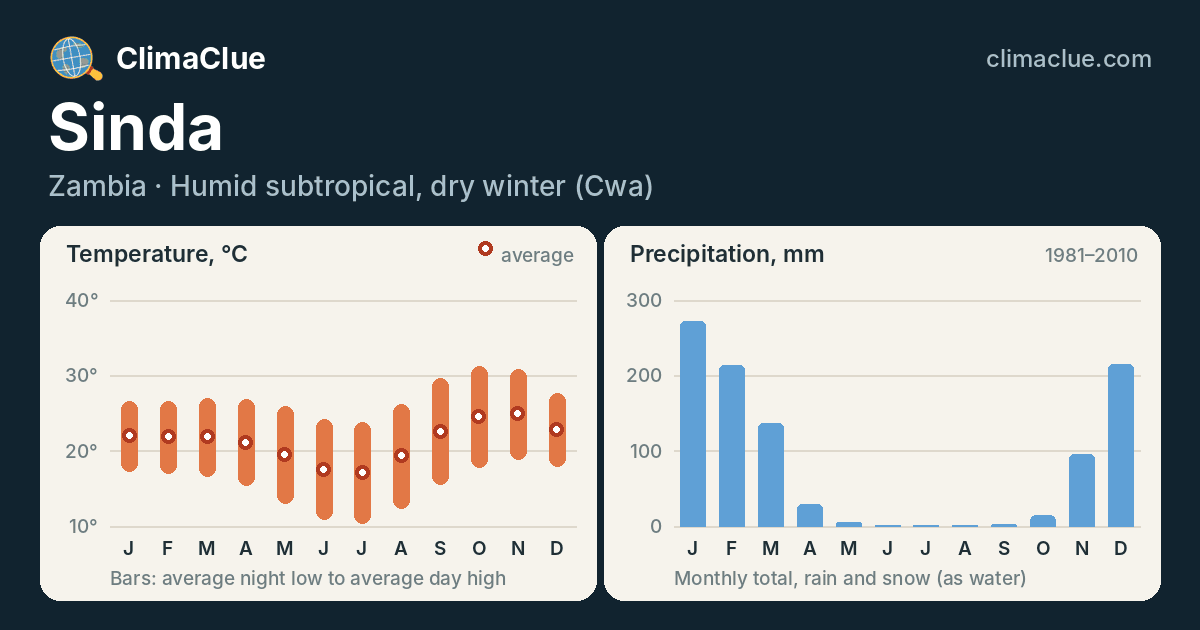 ClimaClue
climaclue.com
Sinda
Zambia · Humid subtropical, dry winter (Cwa)
Temperature, °C
average
40°
30°
20°
10°
J F M A M J J A S O N D
Bars: average night low to average day high
Precipitation, mm
1981–2010
300
200
100
0
J F M A M J J A S O N D
Monthly total, rain and snow (as water)